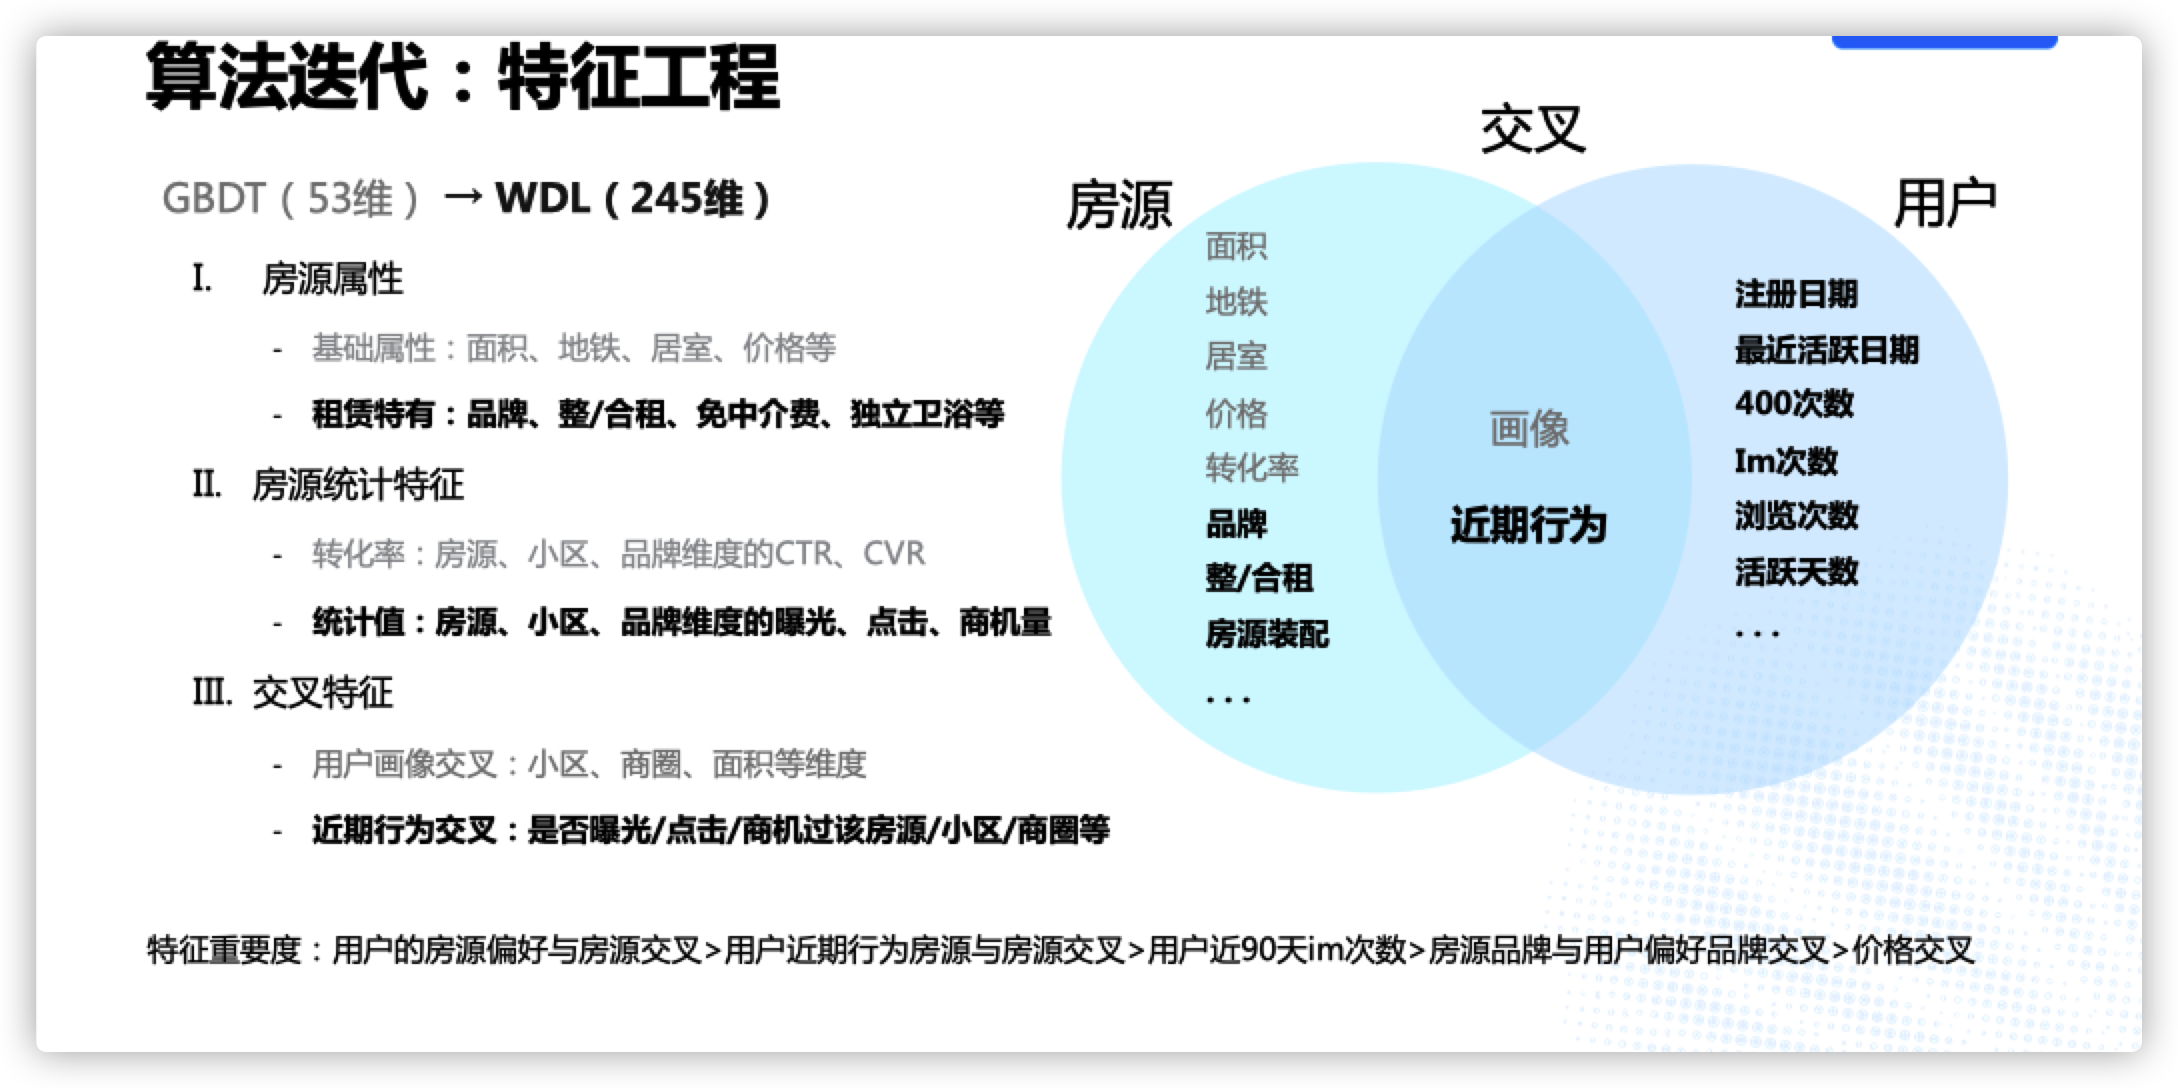 算法迭代：特征工程
GBDT（53维）→ WDL（245维）
I. 房源属性
- 基础属性：面积、地铁、居室、价格等
- 租赁特有：品牌、整/合租、免中介费、独立卫浴等
II. 房源统计特征
- 转化率：房源、小区、品牌维度的CTR、CVR
- 统计值：房源、小区、品牌维度的曝光、点击、商机量
III. 交叉特征
- 用户画像交叉：小区、商圈、面积等维度
- 近期行为交叉：是否曝光/点击/商机过该房源/小区/商圈等
房源
面积
地铁
居室
价格
转化率
品牌
整/合租
房源装配
...
交叉
画像
近期行为
用户
注册日期
最近活跃日期
400次数
Im次数
浏览次数
活跃天数
...
特征重要度：用户的房源偏好与房源交叉>用户近期行为房源与房源交叉>用户近90天im次数>房源品牌与用户偏好品牌交叉>价格交叉